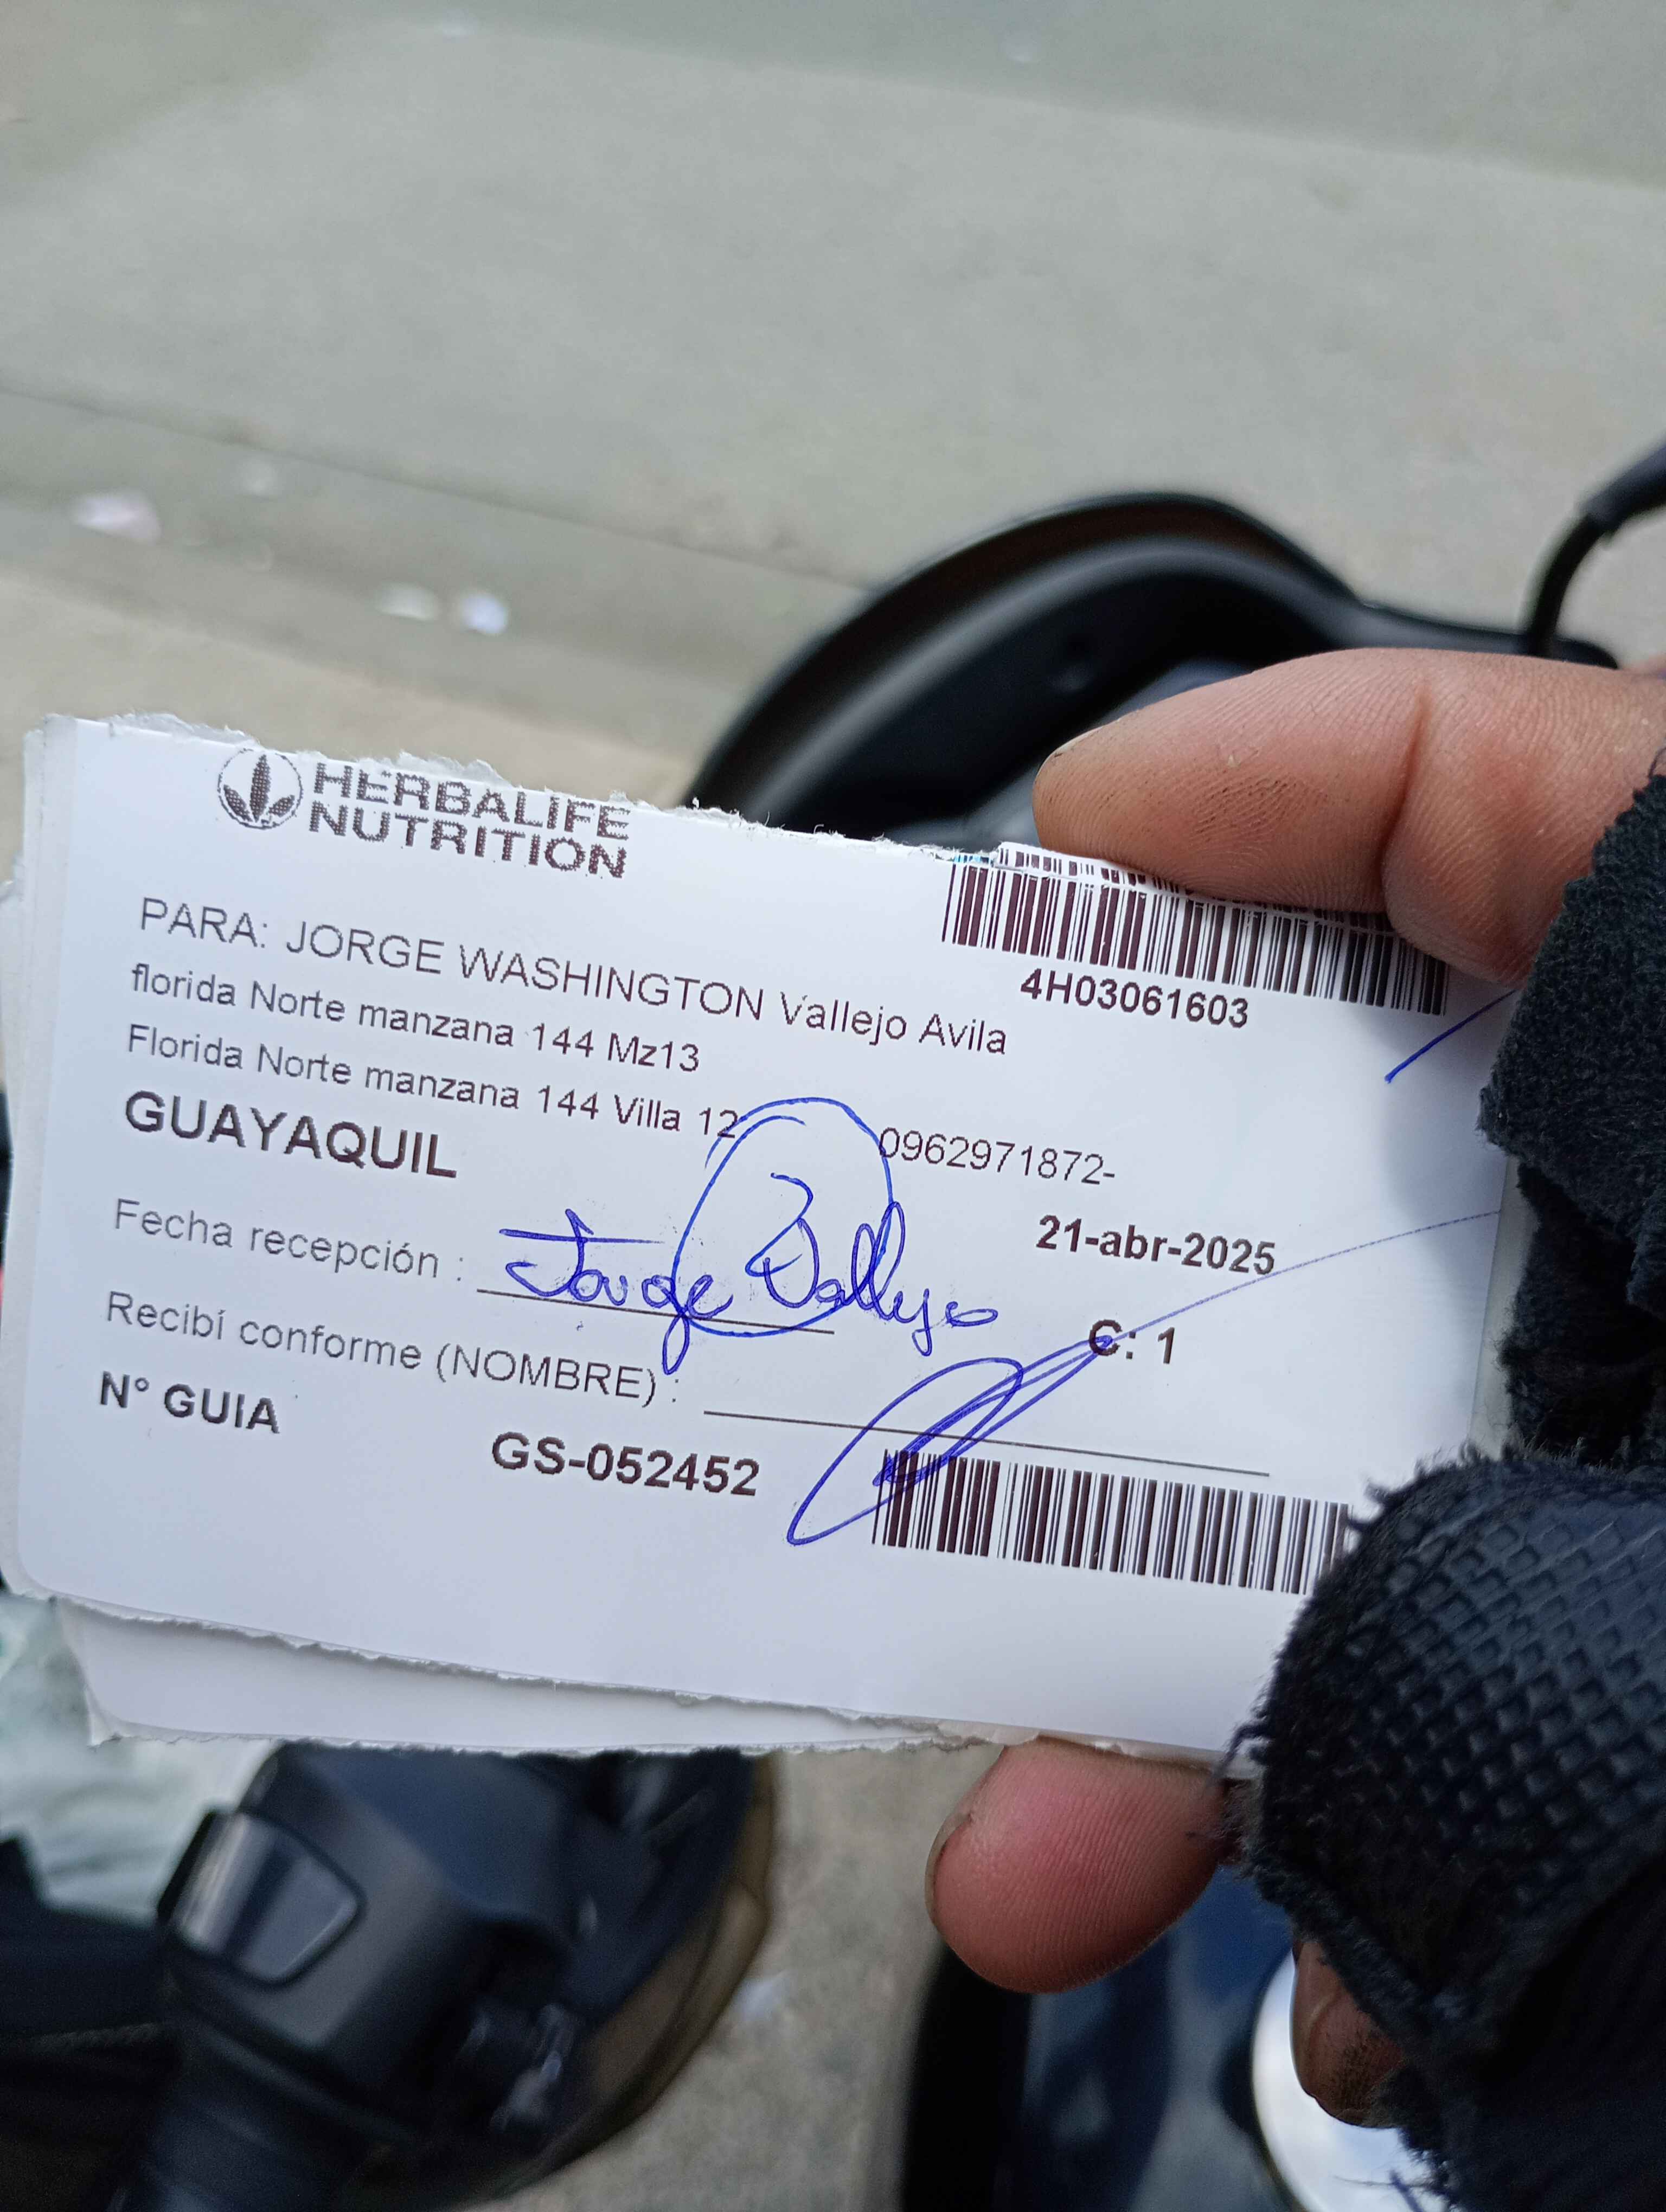 HERBALIFE
NUTRITION
4H03061603
PARA: JORGE WASHINGTON Vallejo Avila
florida Norte manzana 144 Mz13
Florida Norte manzana 144 Villa 12
0962971872-
GUAYAQUIL
21-abr-2025
Fecha recepción : Jorge Vallejo
C: 1
Recibí conforme (NOMBRE) :
N° GUIA
GS-052452